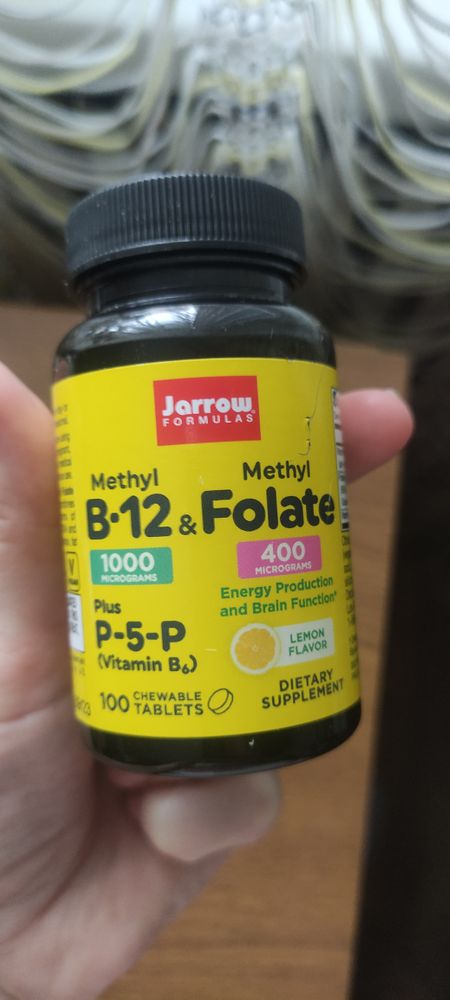 Jarrow®
FORMULAS
Methyl
B·12 &
1000
MICROGRAMS
Methyl
Folate
400
MICROGRAMS
Energy Production
and Brain Function*
Plus
P-5-P
(Vitamin B₆)
LEMON
FLAVOR
100 CHEWABLE
TABLETS
DIETARY
SUPPLEMENT
V